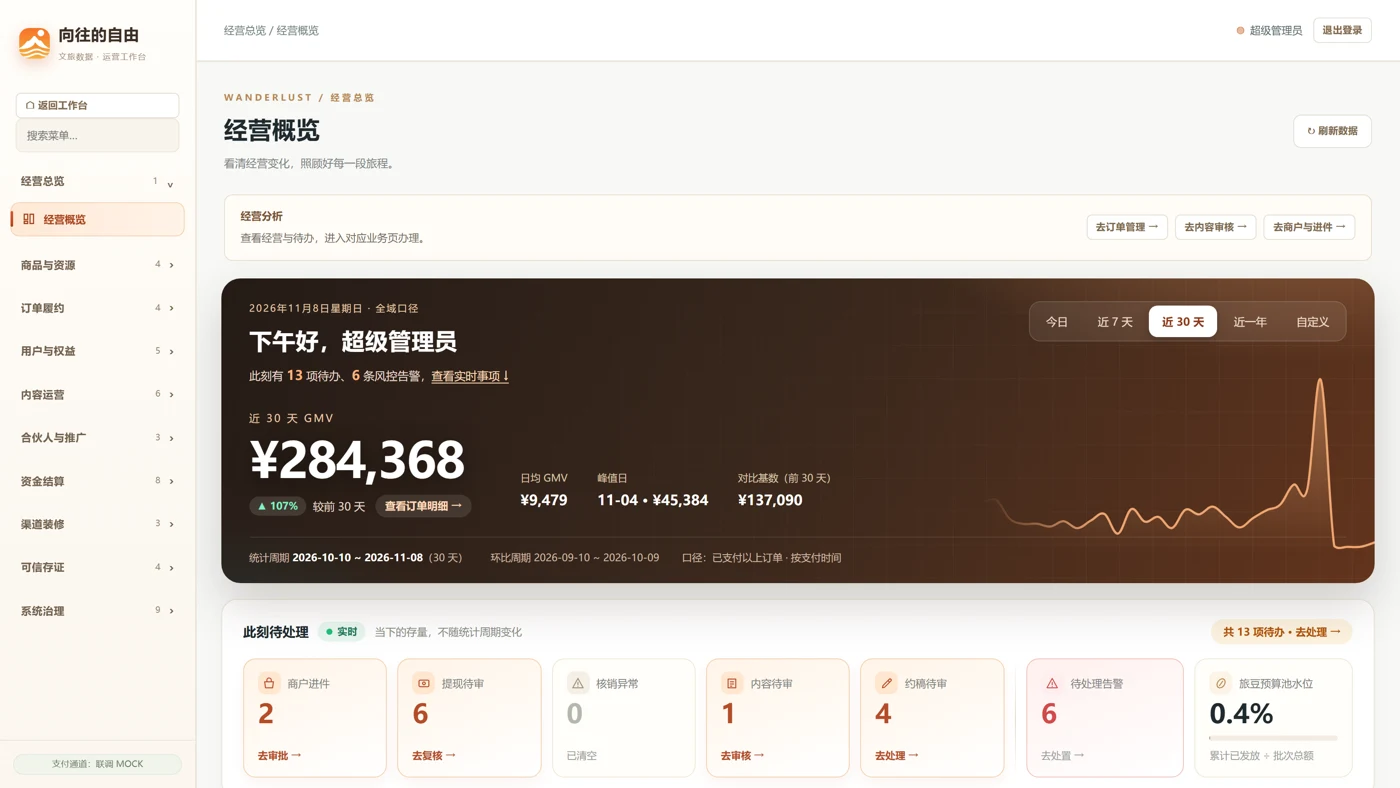 向往的自由
文旅数据 · 运营工作台
返回工作台
搜索菜单...
经营总览 1
经营概览
商品与资源 4
订单履约 4
用户与权益 5
内容运营 6
合伙人与推广 3
资金结算 8
渠道装修 3
可信存证 4
系统治理 9
支付通道：联调 MOCK
经营总览 / 经营概览
超级管理员
退出登录
WANDERLUST / 经营总览
经营概览
看清经营变化，照顾好每一段旅程。
↻ 刷新数据
经营分析
查看经营与待办，进入对应业务页办理。
去订单管理 →
去内容审核 →
去商户与进件 →
2026年11月8日星期日 · 全域口径
下午好，超级管理员
此刻有 13 项待办、6 条风控告警，查看实时事项 ↓
今日
近 7 天
近 30 天
近一年
自定义
近 30 天 GMV
¥284,368
▲ 107% 较前 30 天 查看订单明细 →
日均 GMV
¥9,479
峰值日
11-04 • ¥45,384
对比基数（前 30 天）
¥137,090
统计周期 2026-10-10 ~ 2026-11-08（30 天）
环比周期 2026-09-10 ~ 2026-10-09
口径：已支付以上订单 · 按支付时间
此刻待处理
实时
当下的存量，不随统计周期变化
共 13 项待办 • 去处理 →
商户进件
2
去审批 →
提现待审
6
去复核 →
核销异常
0
已清空
内容待审
1
去审核 →
约稿待审
4
去处理 →
待处理告警
6
去处置 →
旅豆预算池水位
0.4%
累计已发放 ÷ 批次总额